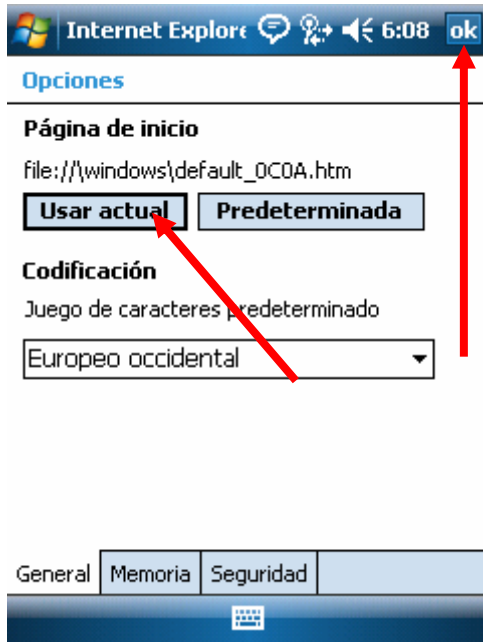 Internet Explore 6:08 ok
Opciones
Página de inicio
file://\windows\default_0C0A.htm
Usar actual Predeterminada
Codificación
Juego de caracteres predeterminado
Europeo occidental
General Memoria Seguridad